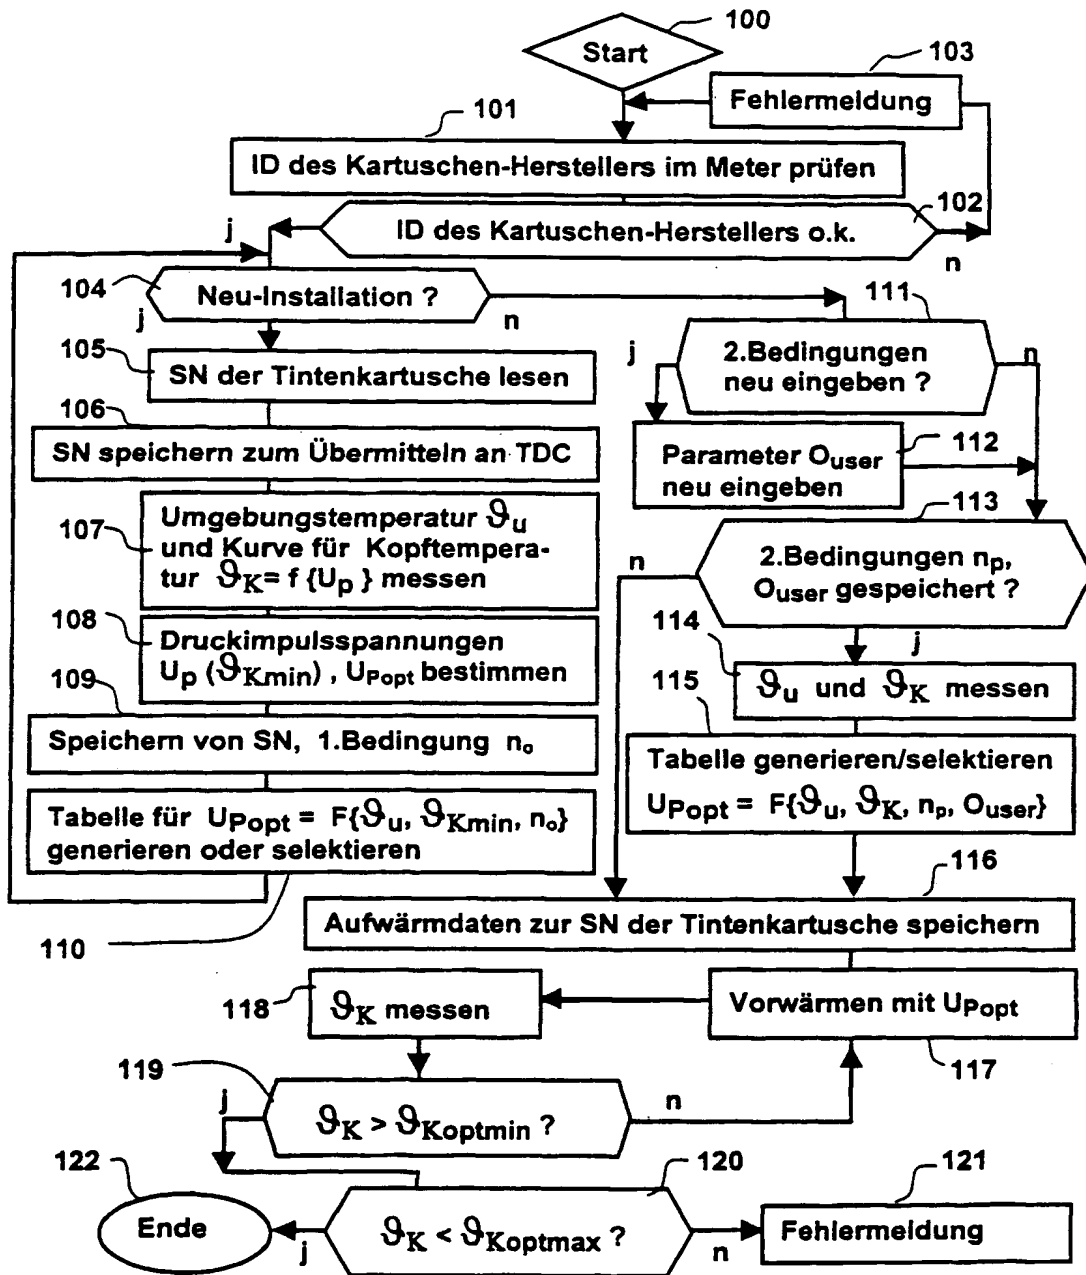 100
Start
103
Fehlermeldung
101
ID des Kartuschen-Herstellers im Meter prüfen
102
ID des Kartuschen-Herstellers o.k.
j
n
104
Neu-Installation ?
j
n
105
SN der Tintenkartusche lesen
106
SN speichern zum Übermitteln an TDC
107
Umgebungstemperatur ϑu
und Kurve für Kopftempera-
tur ϑK = f {Up } messen
108
Druckimpulsspannungen
Up (ϑKmin) , UPopt bestimmen
109
Speichern von SN, 1.Bedingung no
Tabelle für UPopt = F{ϑu, ϑKmin, no}
generieren oder selektieren
110
111
2.Bedingungen
neu eingeben ?
j
n
112
Parameter Ouser
neu eingeben
113
2.Bedingungen np,
Ouser gespeichert ?
n
j
114
ϑu und ϑK messen
115
Tabelle generieren/selektieren
UPopt = F{ϑu, ϑK, np, Ouser}
116
Aufwärmdaten zur SN der Tintenkartusche speichern
117
Vorwärmen mit UPopt
118
ϑK messen
119
ϑK > ϑKoptmin ?
j
n
120
ϑK < ϑKoptmax ?
j
n
121
Fehlermeldung
122
Ende